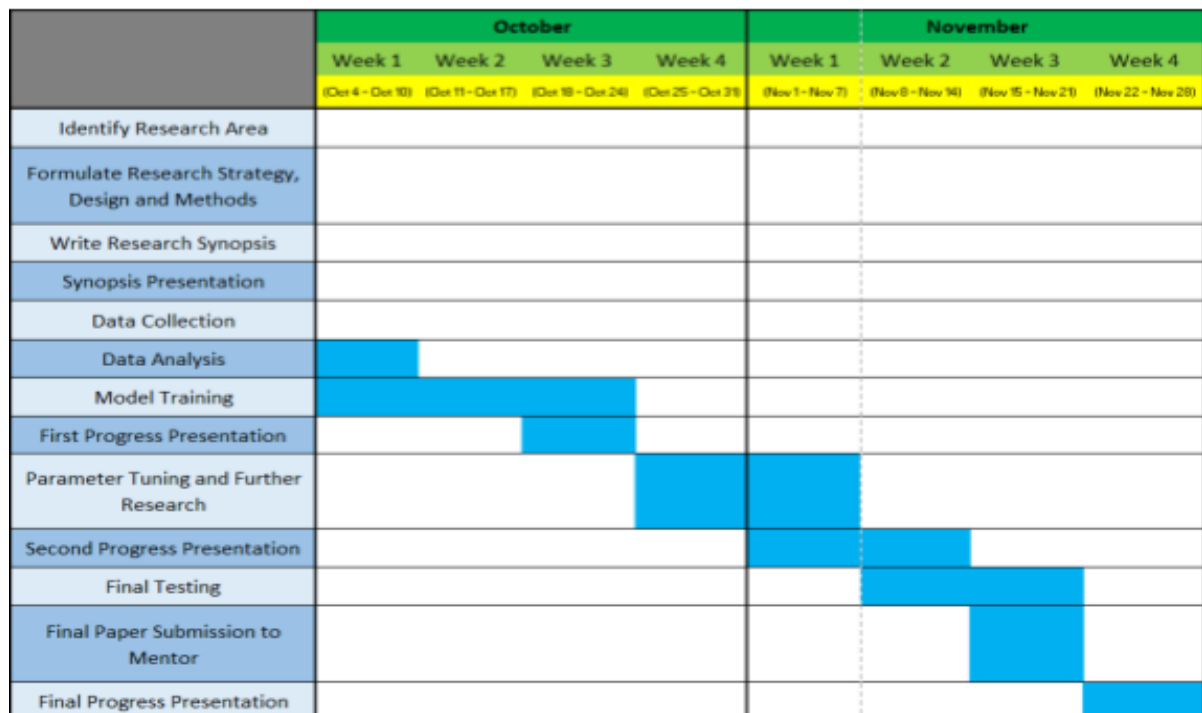 October November
Week 1 Week 2 Week 3 Week 4 Week 1 Week 2 Week 3 Week 4
(Oct 4 - Oct 10) (Oct 11 - Oct 17) (Oct 18 - Oct 24) (Oct 25 - Oct 31) (Nov 1 - Nov 7) (Nov 8 - Nov 14) (Nov 15 - Nov 21) (Nov 22 - Nov 28)
Identify Research Area
Formulate Research Strategy,
Design and Methods
Write Research Synopsis
Synopsis Presentation
Data Collection
Data Analysis
Model Training
First Progress Presentation
Parameter Tuning and Further
Research
Second Progress Presentation
Final Testing
Final Paper Submission to
Mentor
Final Progress Presentation